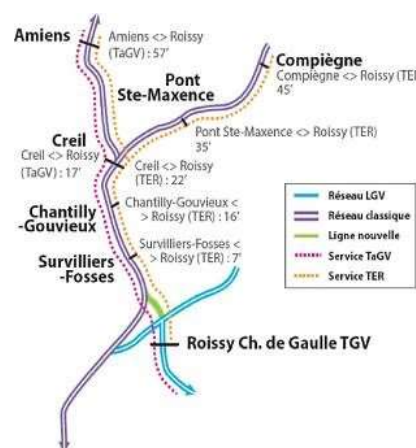 Amiens
Amiens <> Roissy
(TaGV) : 57'
Compiègne
Compiègne <> Roissy (TER)
45'
Pont
Ste-Maxence
Pont Ste-Maxence <> Roissy (TER)
35'
Creil
Creil <> Roissy
(TaGV) : 17'
Creil <> Roissy
(TER) : 22'
Chantilly
-Gouvieux
Chantilly-Gouvieux <
> Roissy (TER) : 16'
Survilliers
-Fosses
Survilliers-Fosses <
> Roissy (TER) : 7'
Réseau LGV
Réseau classique
Ligne nouvelle
Service TaGV
Service TER
Roissy Ch. de Gaulle TGV